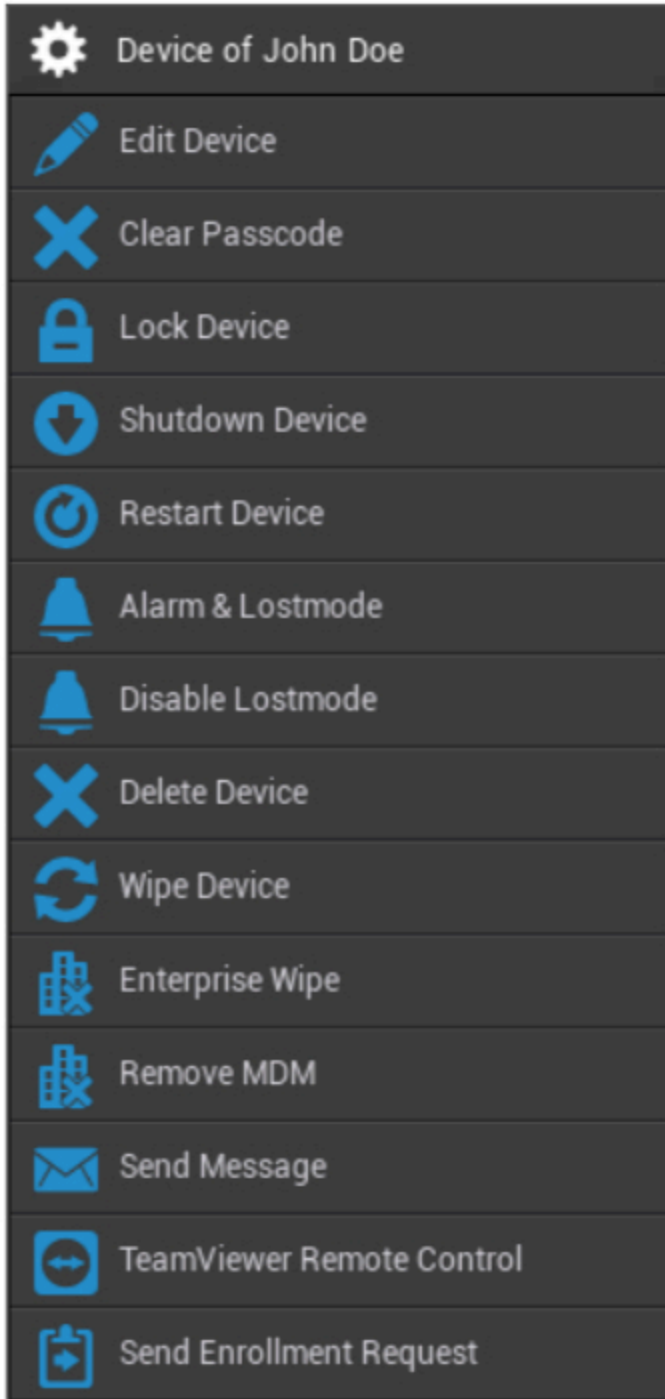 Device of John Doe
Edit Device
Clear Passcode
Lock Device
Shutdown Device
Restart Device
Alarm & Lostmode
Disable Lostmode
Delete Device
Wipe Device
Enterprise Wipe
Remove MDM
Send Message
TeamViewer Remote Control
Send Enrollment Request